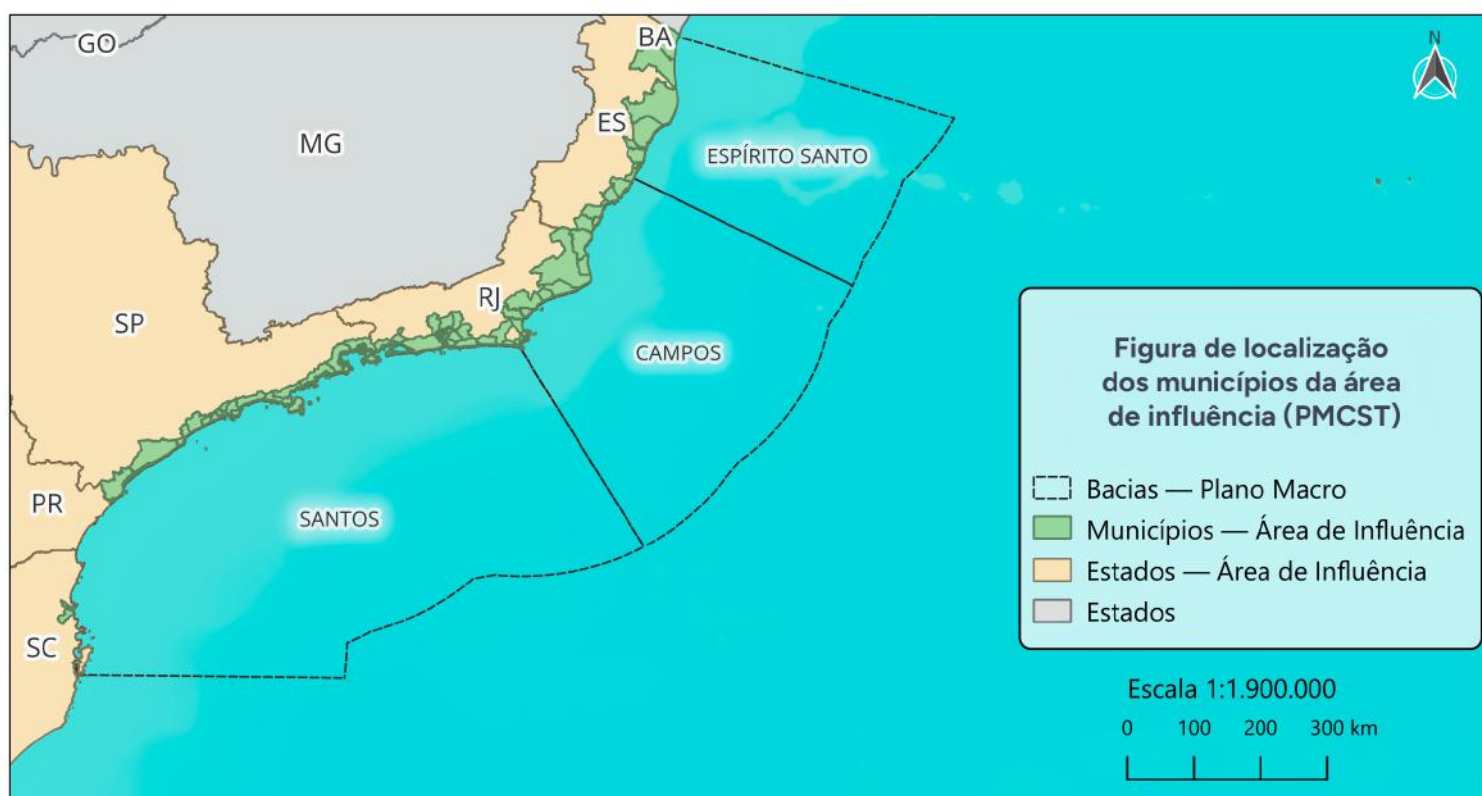 GO
BA
N
MG
ES
ESPÍRITO SANTO
SP
RJ
CAMPOS
PR
SANTOS
SC
Figura de localização
dos municípios da área
de influência (PMCST)
Bacias — Plano Macro
Municípios — Área de Influência
Estados — Área de Influência
Estados
Escala 1:1.900.000
0 100 200 300 km